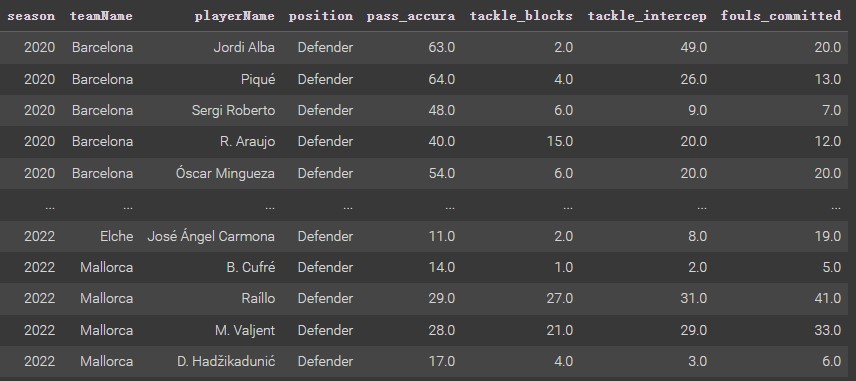 season teamName playerName position pass_accura tackle_blocks tackle_intercep fouls_committed
2020 Barcelona Jordi Alba Defender 63.0 2.0 49.0 20.0
2020 Barcelona Piqué Defender 64.0 4.0 26.0 13.0
2020 Barcelona Sergi Roberto Defender 48.0 6.0 9.0 7.0
2020 Barcelona R. Araujo Defender 40.0 15.0 20.0 12.0
2020 Barcelona Óscar Mingueza Defender 54.0 6.0 20.0 20.0
... ... ... ... ... ... ... ...
2022 Elche José Ángel Carmona Defender 11.0 2.0 8.0 19.0
2022 Mallorca B. Cufré Defender 14.0 1.0 2.0 5.0
2022 Mallorca Raíllo Defender 29.0 27.0 31.0 41.0
2022 Mallorca M. Valjent Defender 28.0 21.0 29.0 33.0
2022 Mallorca D. Hadžikadunić Defender 17.0 4.0 3.0 6.0